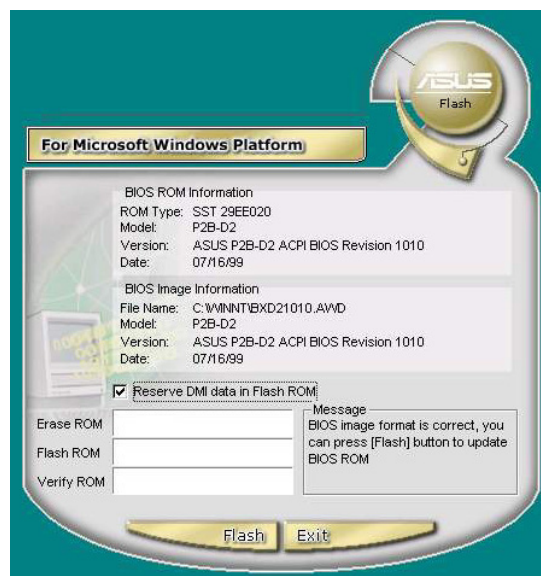 ASUS
Flash
For Microsoft Windows Platform
BIOS ROM Information
ROM Type: SST 29EE020
Model: P2B-D2
Version: ASUS P2B-D2 ACPI BIOS Revision 1010
Date: 07/16/99
BIOS Image Information
File Name: C:\WINNT\BXD21010.AWD
Model: P2B-D2
Version: ASUS P2B-D2 ACPI BIOS Revision 1010
Date: 07/16/99
Reserve DMI data in Flash ROM
Erase ROM
Flash ROM
Verify ROM
Message
BIOS image format is correct, you
can press [Flash] button to update
BIOS ROM
Flash
Exit